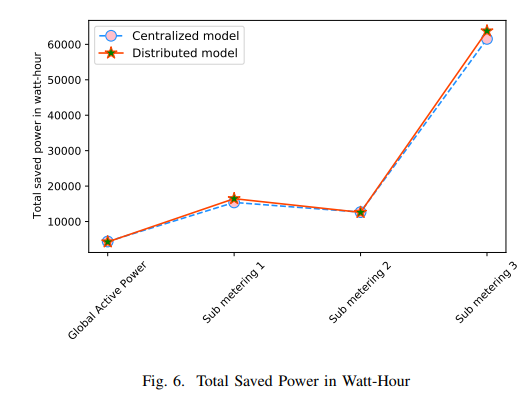 Centralized model
Distributed model
Total saved power in watt-hour
60000
50000
40000
30000
20000
10000
Global Active Power
Sub metering 1
Sub metering 2
Sub metering 3
Fig. 6. Total Saved Power in Watt-Hour